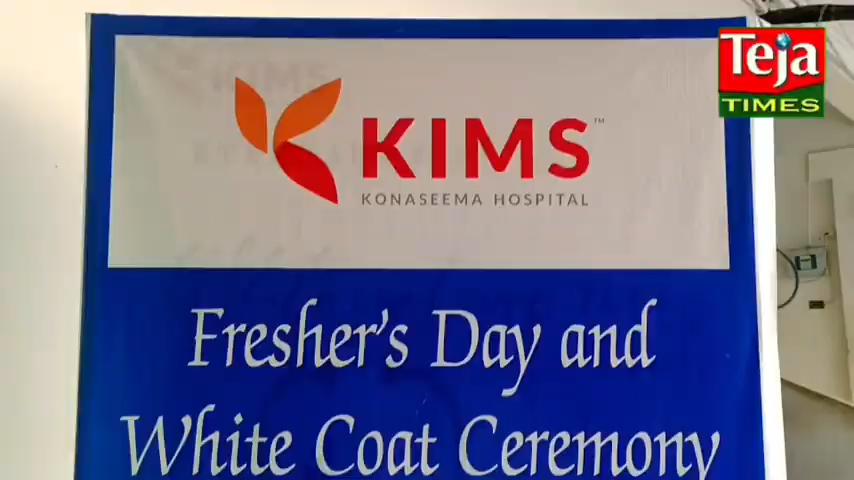 Teja
TIMES
KIMS™
KONASEEMA HOSPITAL
Fresher's Day and
White Coat Ceremony